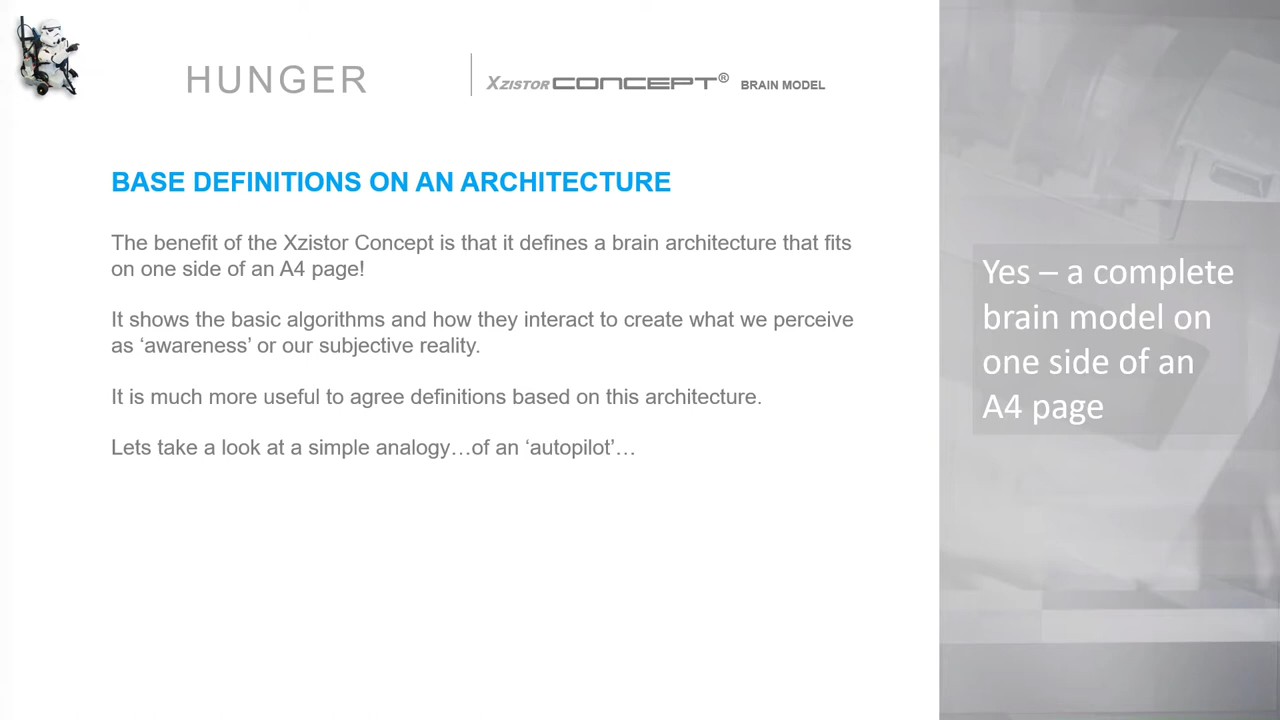 HUNGER
XZISTOR CONCEPT® BRAIN MODEL
BASE DEFINITIONS ON AN ARCHITECTURE
The benefit of the Xzistor Concept is that it defines a brain architecture that fits
on one side of an A4 page!
It shows the basic algorithms and how they interact to create what we perceive
as ‘awareness’ or our subjective reality.
It is much more useful to agree definitions based on this architecture.
Lets take a look at a simple analogy…of an ‘autopilot’…
Yes – a complete
brain model on
one side of an
A4 page